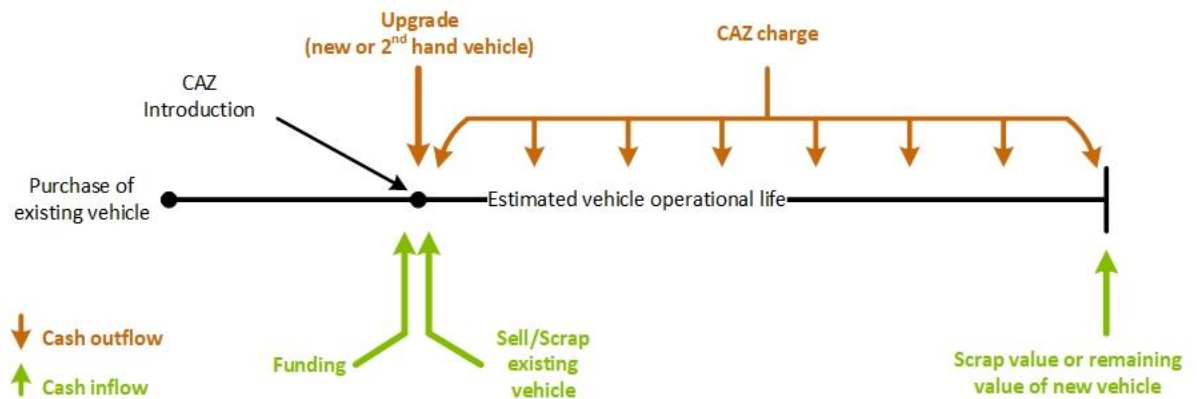 Upgrade
(new or 2nd hand vehicle)
CAZ charge
CAZ
Introduction
Purchase of
existing vehicle
Estimated vehicle operational life
Cash outflow
Cash inflow
Funding
Sell/Scrap
existing
vehicle
Scrap value or remaining
value of new vehicle